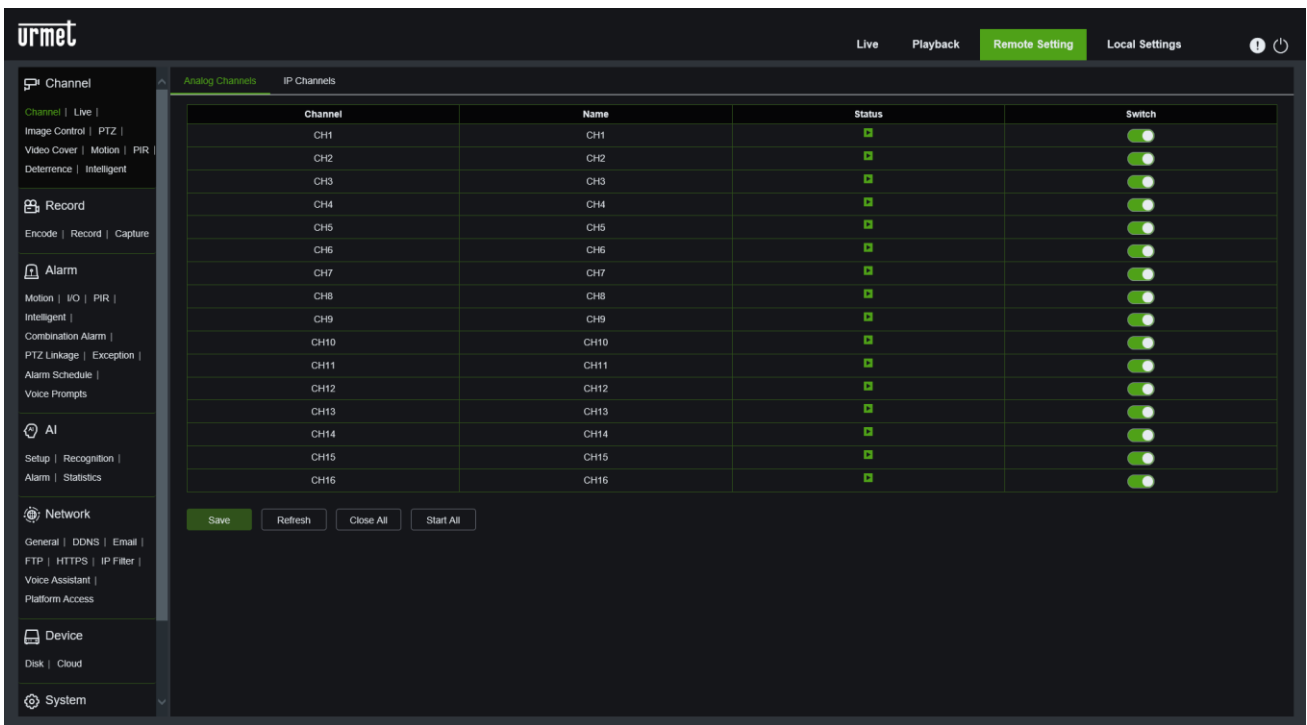 urmet
Live Playback Remote Setting Local Settings
Channel
Channel | Live |
Image Control | PTZ |
Video Cover | Motion | PIR |
Deterrence | Intelligent
Record
Encode | Record | Capture
Alarm
Motion | I/O | PIR |
Intelligent |
Combination Alarm |
PTZ Linkage | Exception |
Alarm Schedule |
Voice Prompts
AI
Setup | Recognition |
Alarm | Statistics
Network
General | DDNS | Email |
FTP | HTTPS | IP Filter |
Voice Assistant |
Platform Access
Device
Disk | Cloud
System
Analog Channels IP Channels
Channel Name Status Switch
CH1 CH1
CH2 CH2
CH3 CH3
CH4 CH4
CH5 CH5
CH6 CH6
CH7 CH7
CH8 CH8
CH9 CH9
CH10 CH10
CH11 CH11
CH12 CH12
CH13 CH13
CH14 CH14
CH15 CH15
CH16 CH16
Save Refresh Close All Start All